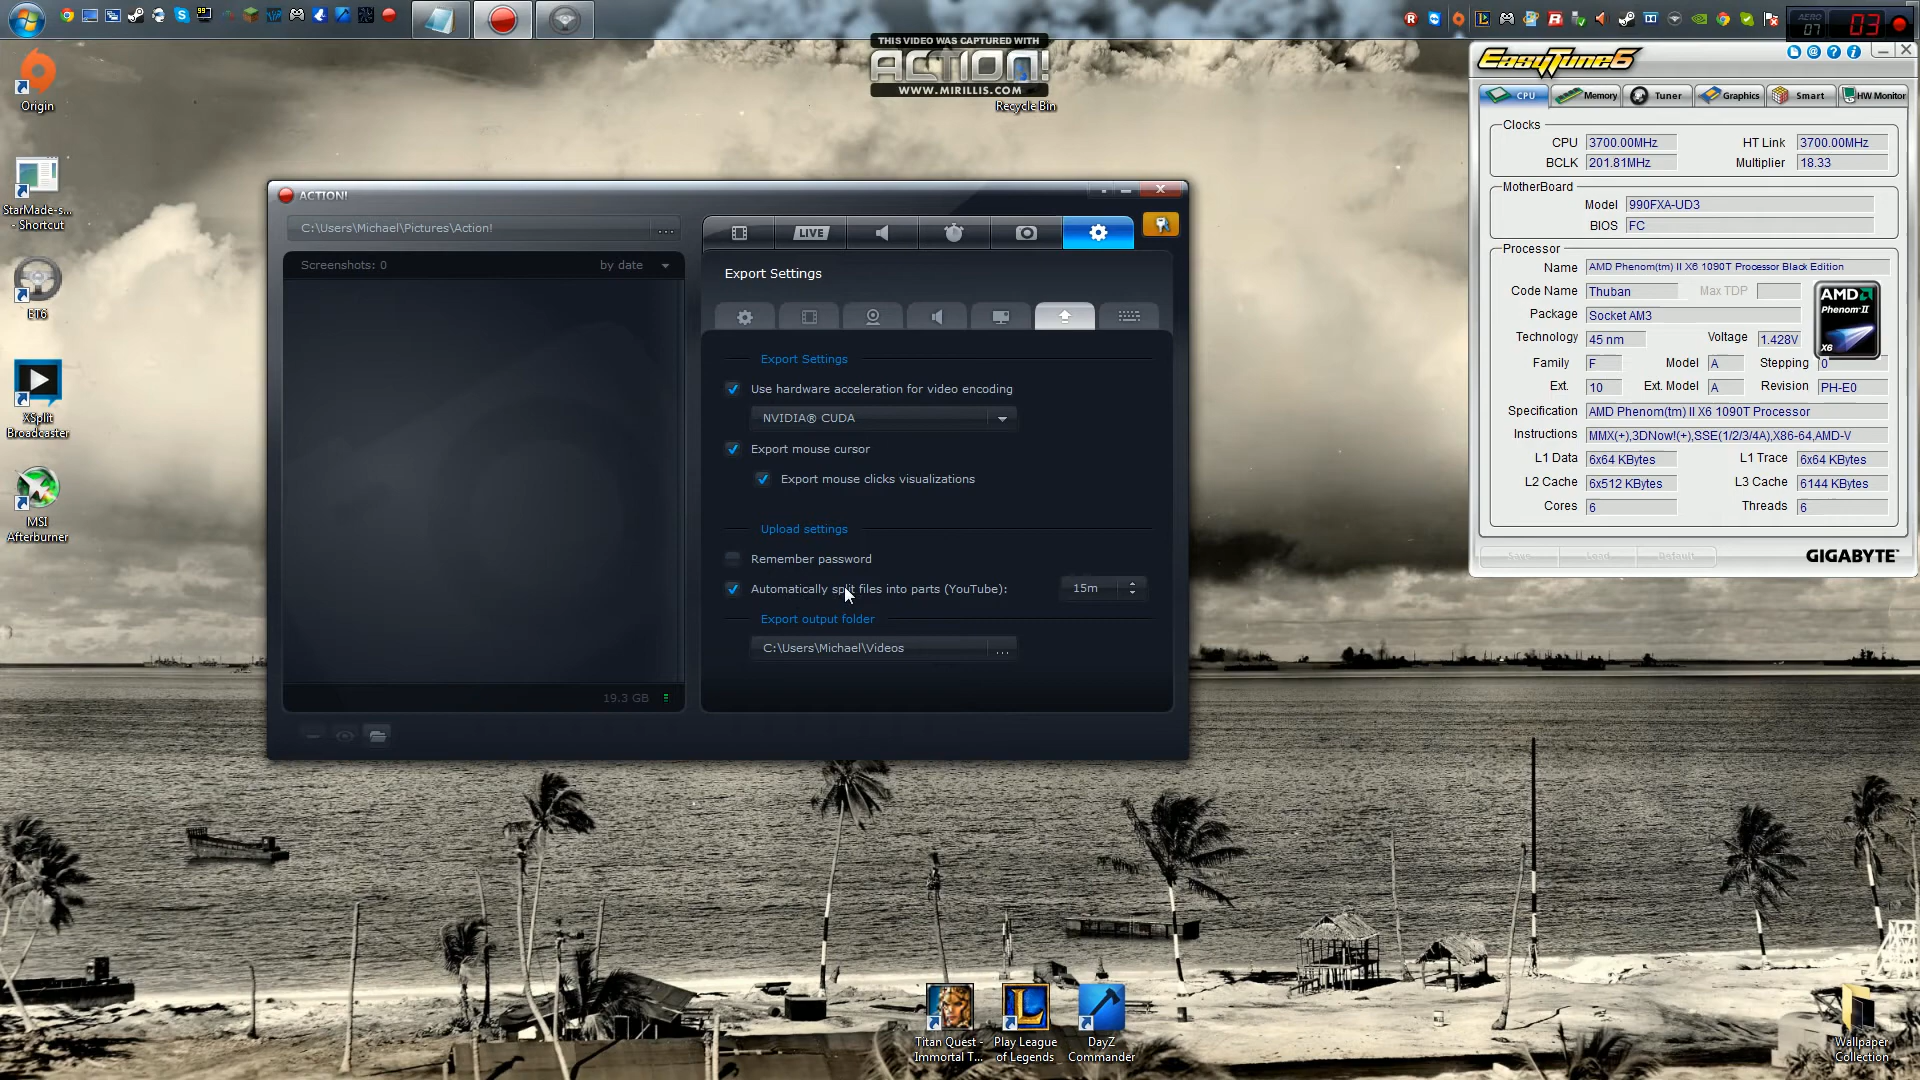 THIS VIDEO WAS CAPTURED WITH
ACTION!
WWW.MIRILLIS.COM
Recycle Bin
AERO
07
03
Origin
StarMade-s...
- Shortcut
ET6
XSplit
Broadcaster
MSI
Afterburner
ACTION!
C:\Users\Michael\Pictures\Action!
...
Screenshots: 0
by date
19.3 GB
LIVE
Export Settings
Export Settings
Use hardware acceleration for video encoding
NVIDIA® CUDA
Export mouse cursor
Export mouse clicks visualizations
Upload settings
Remember password
Automatically split files into parts (YouTube):
15m
Export output folder
C:\Users\Michael\Videos
...
EasyTune6
CPU
Memory
Tuner
Graphics
Smart
HW Monitor
Clocks
CPU 3700.00MHz HT Link 3700.00MHz
BCLK 201.81MHz Multiplier 18.33
MotherBoard
Model 990FXA-UD3
BIOS FC
Processor
Name AMD Phenom(tm) II X6 1090T Processor Black Edition
Code Name Thuban Max TDP
Package Socket AM3
Technology 45 nm Voltage 1.428V
Family F Model A Stepping 0
Ext. 10 Ext. Model A Revision PH-E0
Specification AMD Phenom(tm) II X6 1090T Processor
Instructions MMX(+),3DNow!(+),SSE(1/2/3/4A),X86-64,AMD-V
L1 Data 6x64 KBytes L1 Trace 6x64 KBytes
L2 Cache 6x512 KBytes L3 Cache 6144 KBytes
Cores 6 Threads 6
AMD
Phenom II
X6
Save
Load
Default
GIGABYTE
Titan Quest -
Immortal T...
Play League
of Legends
DayZ
Commander
Wallpaper
Collection